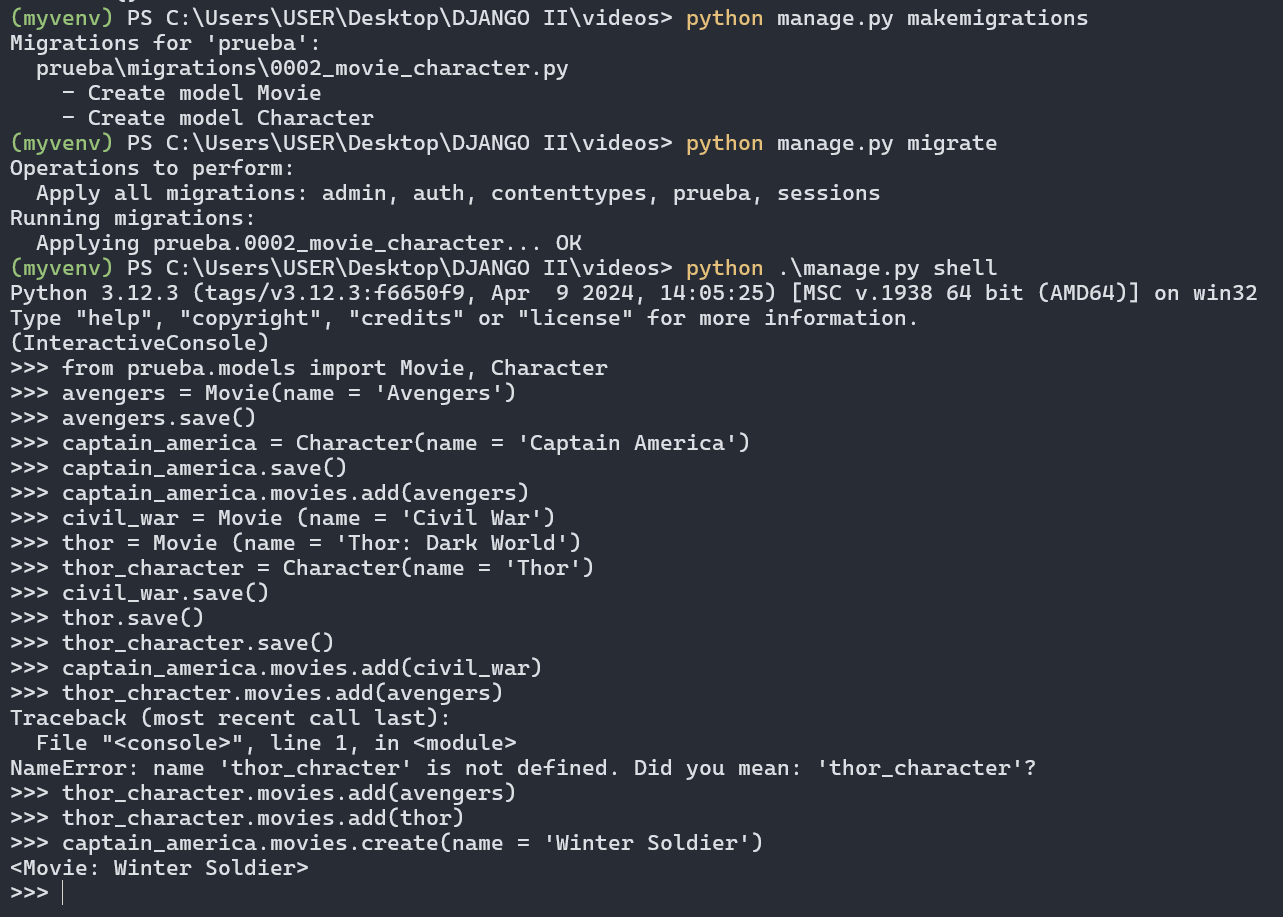 (myvenv) PS C:\Users\USER\Desktop\DJANGO II\videos> python manage.py makemigrations
Migrations for 'prueba':
  prueba\migrations\0002_movie_character.py
    - Create model Movie
    - Create model Character
(myvenv) PS C:\Users\USER\Desktop\DJANGO II\videos> python manage.py migrate
Operations to perform:
  Apply all migrations: admin, auth, contenttypes, prueba, sessions
Running migrations:
  Applying prueba.0002_movie_character... OK
(myvenv) PS C:\Users\USER\Desktop\DJANGO II\videos> python .\manage.py shell
Python 3.12.3 (tags/v3.12.3:f6650f9, Apr  9 2024, 14:05:25) [MSC v.1938 64 bit (AMD64)] on win32
Type "help", "copyright", "credits" or "license" for more information.
(InteractiveConsole)
>>> from prueba.models import Movie, Character
>>> avengers = Movie(name = 'Avengers')
>>> avengers.save()
>>> captain_america = Character(name = 'Captain America')
>>> captain_america.save()
>>> captain_america.movies.add(avengers)
>>> civil_war = Movie (name = 'Civil War')
>>> thor = Movie (name = 'Thor: Dark World')
>>> thor_character = Character(name = 'Thor')
>>> civil_war.save()
>>> thor.save()
>>> thor_character.save()
>>> captain_america.movies.add(civil_war)
>>> thor_chracter.movies.add(avengers)
Traceback (most recent call last):
  File "<console>", line 1, in <module>
NameError: name 'thor_chracter' is not defined. Did you mean: 'thor_character'?
>>> thor_character.movies.add(avengers)
>>> thor_character.movies.add(thor)
>>> captain_america.movies.create(name = 'Winter Soldier')
<Movie: Winter Soldier>
>>>